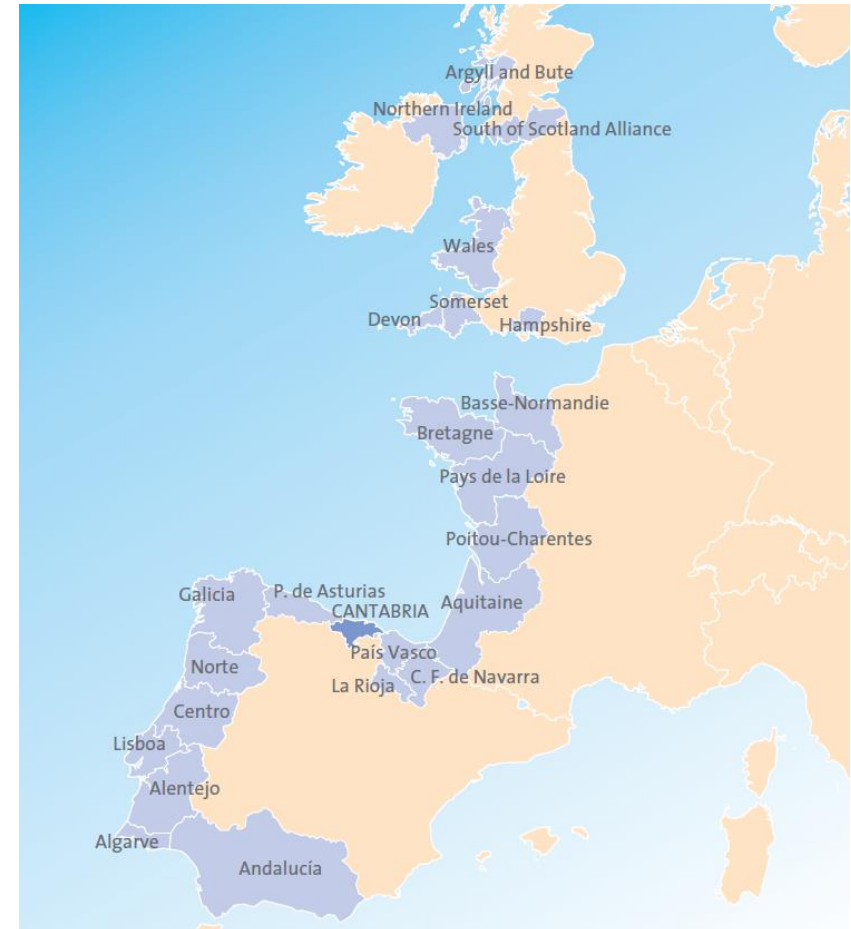 Argyll and Bute
Northern Ireland
South of Scotland Alliance
Wales
Somerset
Devon
Hampshire
Basse-Normandie
Bretagne
Pays de la Loire
Poitou-Charentes
P. de Asturias
Galicia
Aquitaine
CANTABRIA
País Vasco
Norte
C. F. de Navarra
La Rioja
Centro
Lisboa
Alentejo
Algarve
Andalucía